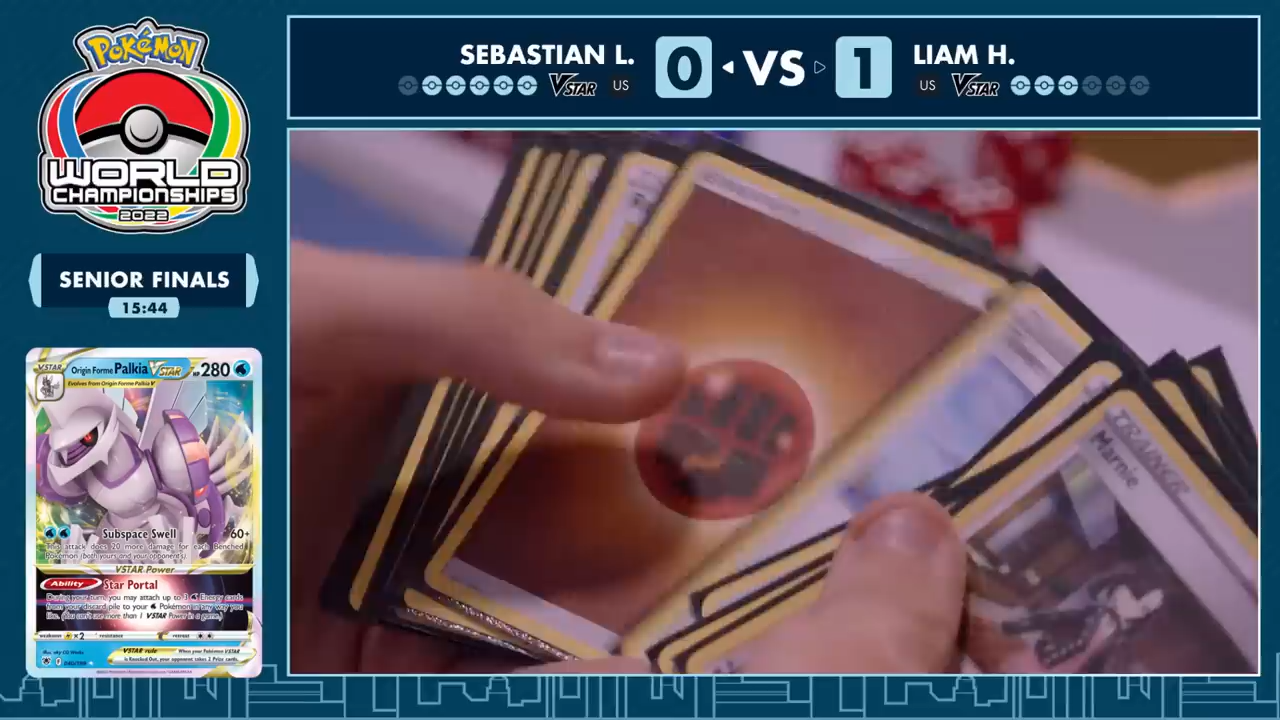 Pokémon
WORLD
CHAMPIONSHIPS
2022
SENIOR FINALS
15:44
SEBASTIAN L.
0
VS
1
LIAM H.
VSTAR
US
US
VSTAR
VSTAR
Origin Forme Palkia VSTAR HP 280
Evolves from Origin Forme Palkia V
Subspace Swell 60+
This attack does 20 more damage for each Benched
Pokémon (both yours and your opponent's).
VSTAR Power
Ability Star Portal
During your turn, you may attach up to 3 Energy cards
from your discard pile to your Pokémon in any way you
like. (You can't use more than 1 VSTAR Power in a game.)
weakness ×2 resistance retreat
VSTAR rule When your Pokémon VSTAR
is Knocked Out, your opponent takes 2 Prize cards.
TRAINER
Marnie